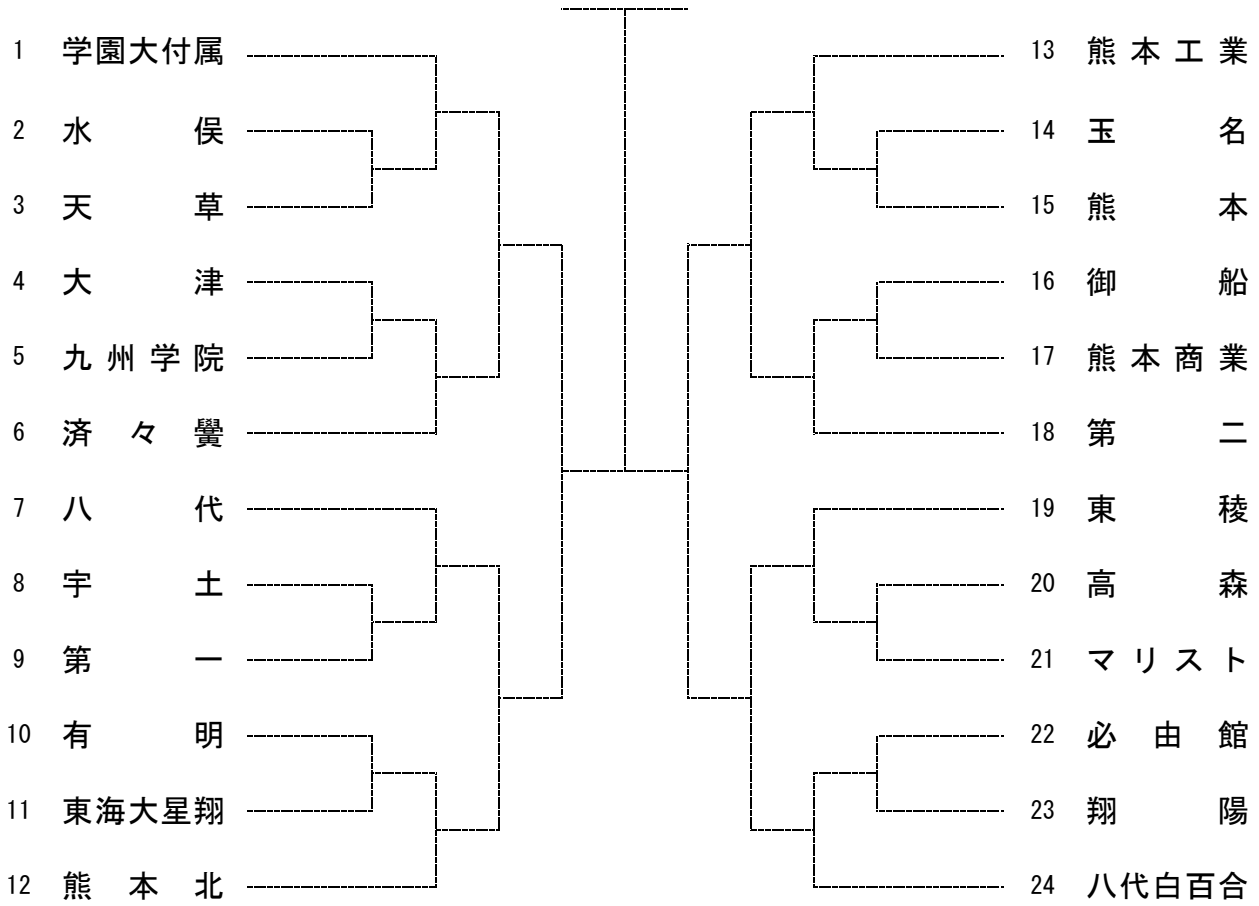 1 学園大付属
2 水俣
3 天草
4 大津
5 九州学院
6 済々黌
7 八代
8 宇土
9 第一
10 有明
11 東海大星翔
12 熊本北
13 熊本工業
14 玉名
15 熊本
16 御船
17 熊本商業
18 第二
19 東稜
20 高森
21 マリスト
22 必由館
23 翔陽
24 八代白百合